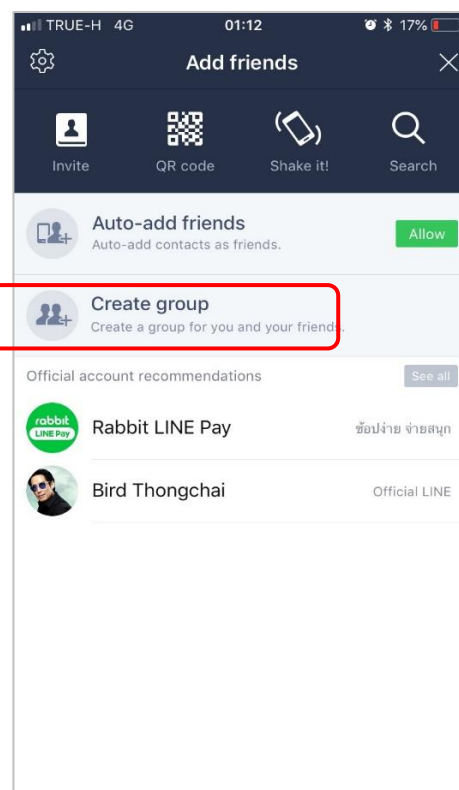 TRUE-H 4G 01:12 17%
Add friends
Invite QR code Shake it! Search
Auto-add friends
Auto-add contacts as friends.
Allow
Create group
Create a group for you and your friends.
Official account recommendations See all
rabbit
LINE Pay
Rabbit LINE Pay ช้อปง่าย จ่ายสนุก
Bird Thongchai Official LINE